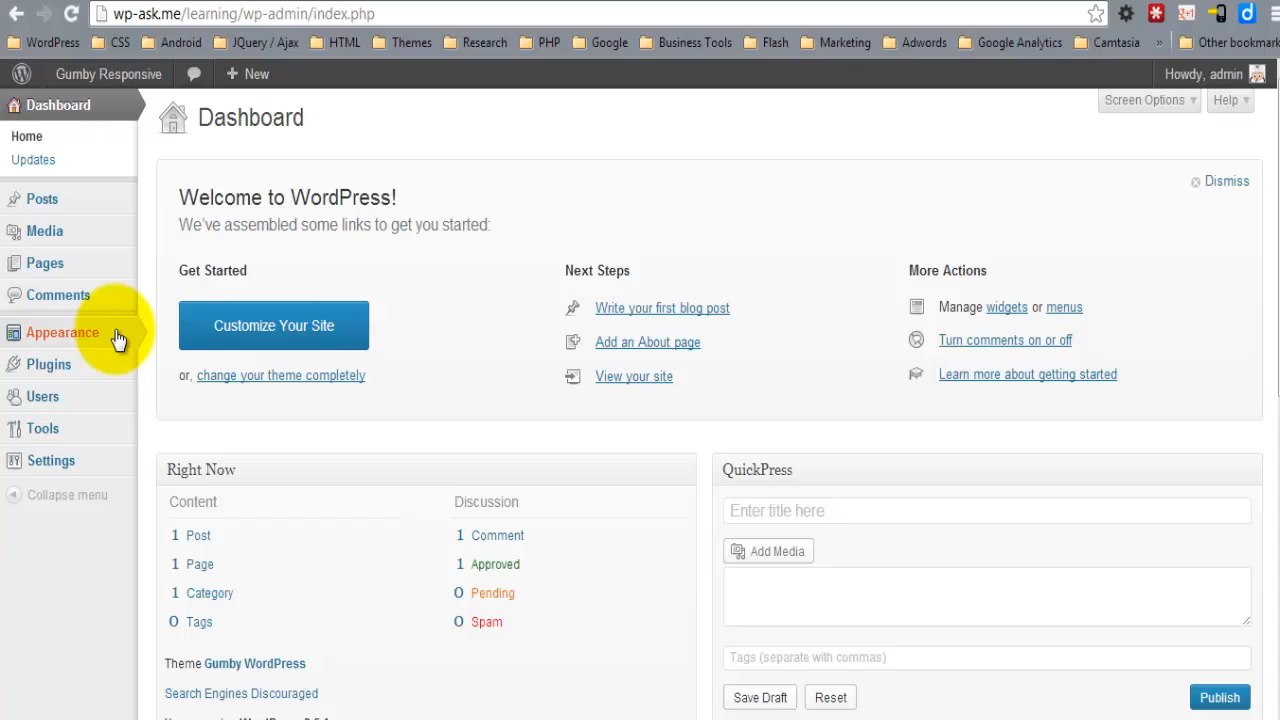 wp-ask.me/learning/wp-admin/index.php
WordPress CSS Android JQuery / Ajax HTML Themes Research PHP Google Business Tools Flash Marketing Adwords Google Analytics Camtasia » Other bookmar
Gumby Responsive + New Howdy, admin
Dashboard
Home
Updates
Posts
Media
Pages
Comments
Appearance
Plugins
Users
Tools
Settings
Collapse menu
Screen Options Help
Dashboard
Dismiss
Welcome to WordPress!
We've assembled some links to get you started:
Get Started
Customize Your Site
or, change your theme completely
Next Steps
Write your first blog post
Add an About page
View your site
More Actions
Manage widgets or menus
Turn comments on or off
Learn more about getting started
Right Now
Content
1 Post
1 Page
1 Category
0 Tags
Discussion
1 Comment
1 Approved
0 Pending
0 Spam
Theme Gumby WordPress
Search Engines Discouraged
QuickPress
Enter title here
Add Media
Tags (separate with commas)
Save Draft Reset Publish